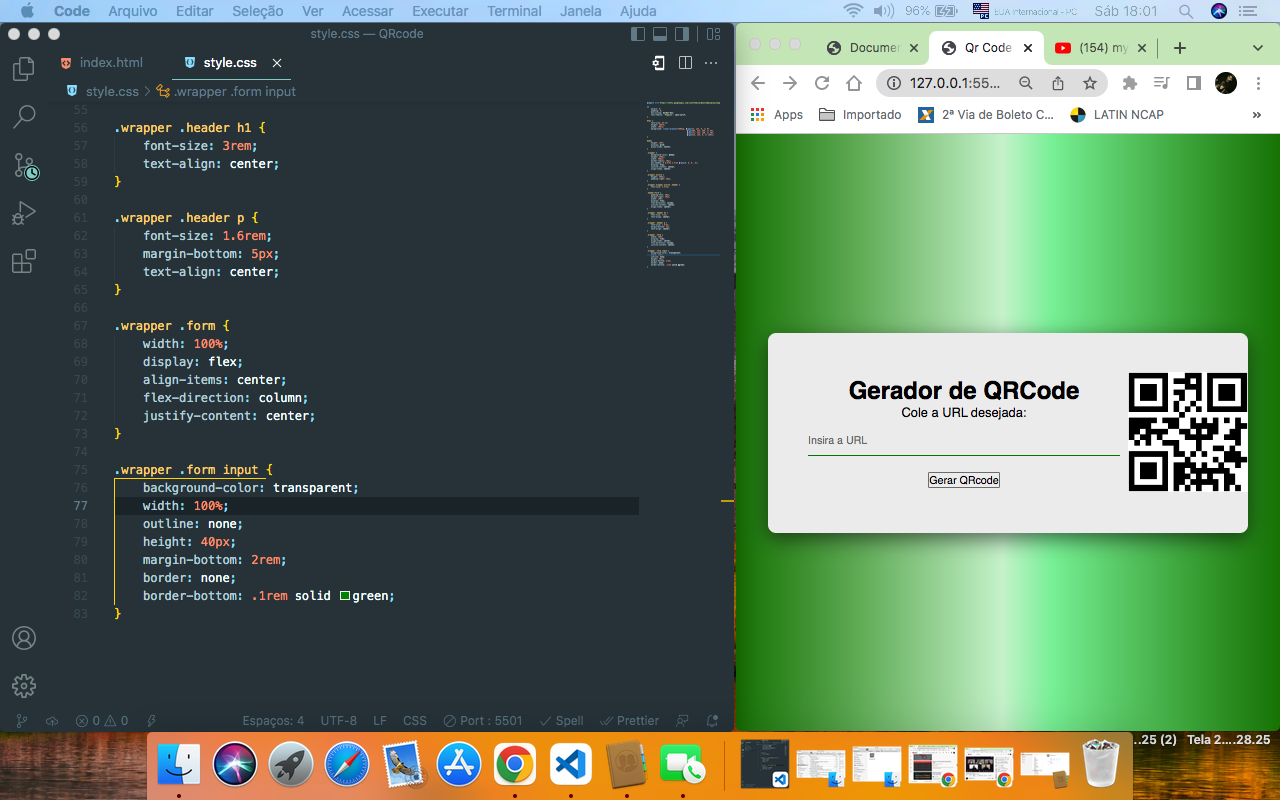 Code Arquivo Editar Seleção Ver Acessar Executar Terminal Janela Ajuda 96% EUA Internacional - PC Sáb 18:01
style.css — QRcode
index.html style.css
style.css > .wrapper .form input
55
56 .wrapper .header h1 {
57 font-size: 3rem;
58 text-align: center;
59 }
60
61 .wrapper .header p {
62 font-size: 1.6rem;
63 margin-bottom: 5px;
64 text-align: center;
65 }
66
67 .wrapper .form {
68 width: 100%;
69 display: flex;
70 align-items: center;
71 flex-direction: column;
72 justify-content: center;
73 }
74
75 .wrapper .form input {
76 background-color: transparent;
77 width: 100%;
78 outline: none;
79 height: 40px;
80 margin-bottom: 2rem;
81 border: none;
82 border-bottom: .1rem solid green;
83 }
0 0 Espaços: 4 UTF-8 LF CSS Port : 5501 Spell Prettier
Documen Qr Code (154) my
127.0.0.1:55...
Apps Importado 2ª Via de Boleto C... LATIN NCAP »
Gerador de QRCode
Cole a URL desejada:
Insira a URL
Gerar QRcode
..25 (2) Tela 2....28.25